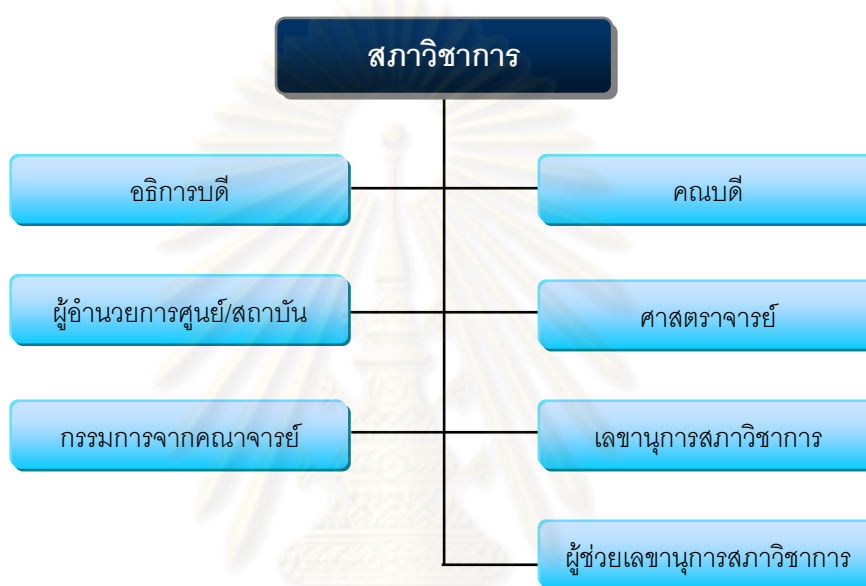 สภาวิชาการ
อธิการบดี
คณบดี
ผู้อำนวยการศูนย์/สถาบัน
ศาสตราจารย์
กรรมการจากคณาจารย์
เลขานุการสภาวิชาการ
ผู้ช่วยเลขานุการสภาวิชาการ